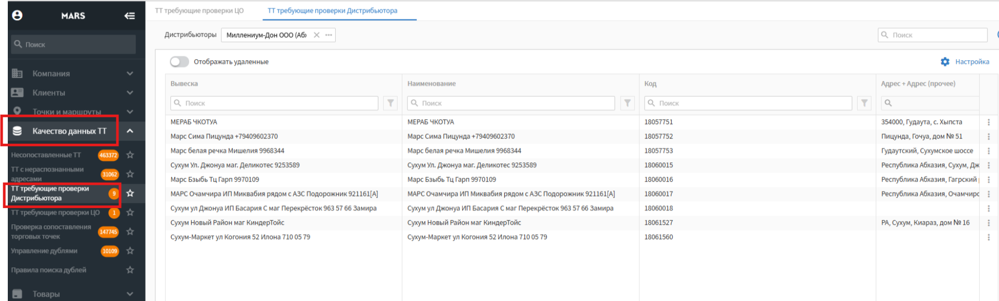 MARS
Поиск
Компания
Клиенты
Точки и маршруты
Качество данных ТТ
Несопоставленные ТТ 463372
ТТ с нераспознанными
адресами 31062
ТТ требующие проверки
Дистрибьютора 9
ТТ требующие проверки ЦО 1
Проверка сопоставления
торговых точек 147745
Управление дублями 10109
Правила поиска дублей
Товары
ТТ требующие проверки ЦО ТТ требующие проверки Дистрибьютора
Дистрибьюторы Миллениум-Дон ООО (Аб Поиск
Отображать удаленные Настройка
Вывеска Наименование Код Адрес + Адрес (прочее)
Поиск Поиск Поиск
МЕРАБ ЧКОТУА МЕРАБ ЧКОТУА 18057751 354000, Гудаута, с. Хыпста
Марс Сима Пицунда +79409602370 Марс Сима Пицунда +79409602370 18057752 Пицунда, Гочуа, дом № 51
Марс белая речка Мишелия 9968344 Марс белая речка Мишелия 9968344 18057753 Гудаутский, Сухумское шоссе
Сухум Ул. Джонуа маг. Деликотес 9253589 Сухум Ул. Джонуа маг. Деликотес 9253589 18060015 Республика Абхазия, Сухум, Дж
Марс Бзыбь Тц Гарп 9970109 Марс Бзыбь Тц Гарп 9970109 18060016 Республика Абхазия, Гагрский
МАРС Очамчира ИП Миквабия рядом с АЗС Подорожник 921161[А] МАРС Очамчира ИП Миквабия рядом с АЗС Подорожник 921161[А] 18060017 Республика Абхазия, Очамчирс
Сухум ул Джонуа ИП Басария С маг Перекрёсток 963 57 66 Замира Сухум ул Джонуа ИП Басария С маг Перекрёсток 963 57 66 Замира 18060018
Сухум Новый Район маг КиндерТойс Сухум Новый Район маг КиндерТойс 18061527 РА, Сухум, Киараз, дом № 16
Сухум-Маркет ул Когония 52 Илона 710 05 79 Сухум-Маркет ул Когония 52 Илона 710 05 79 18061560